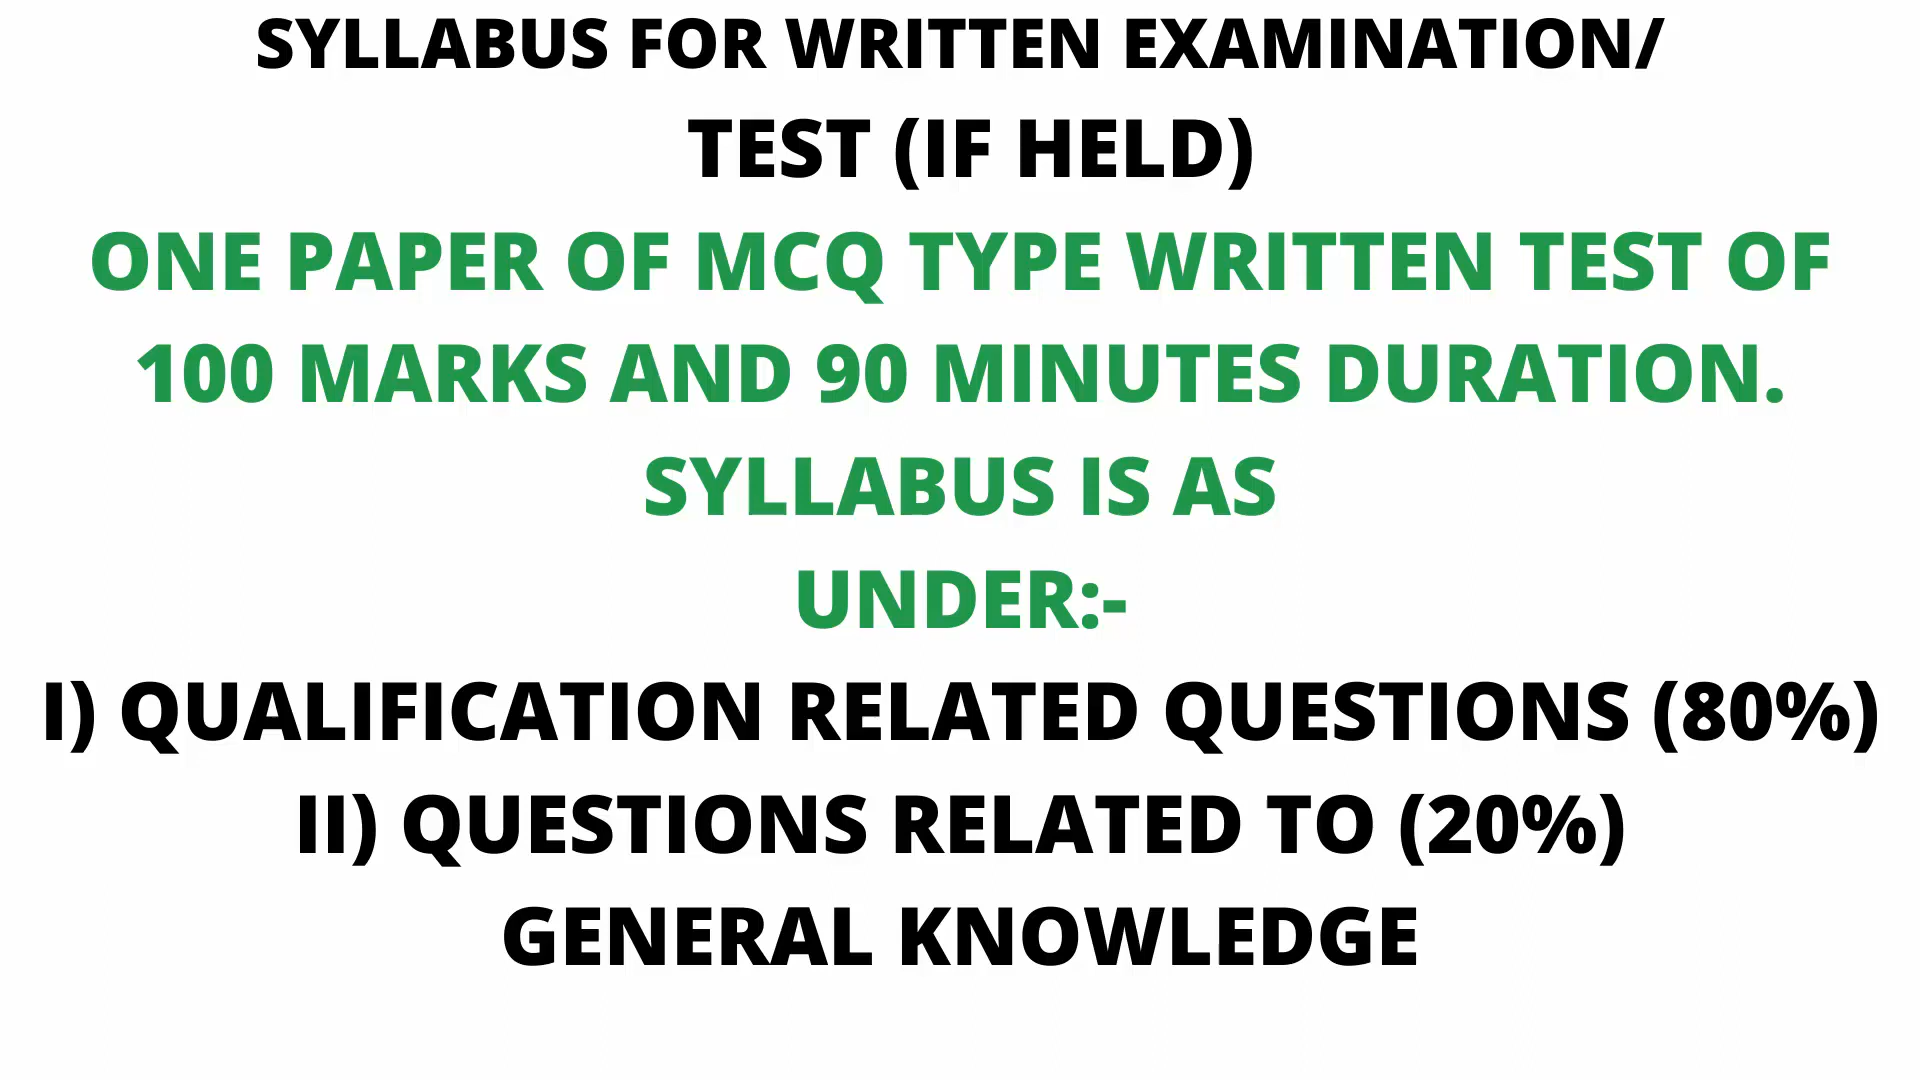 SYLLABUS FOR WRITTEN EXAMINATION/
TEST (IF HELD)
ONE PAPER OF MCQ TYPE WRITTEN TEST OF
100 MARKS AND 90 MINUTES DURATION.
SYLLABUS IS AS
UNDER:-
I) QUALIFICATION RELATED QUESTIONS (80%)
II) QUESTIONS RELATED TO (20%)
GENERAL KNOWLEDGE